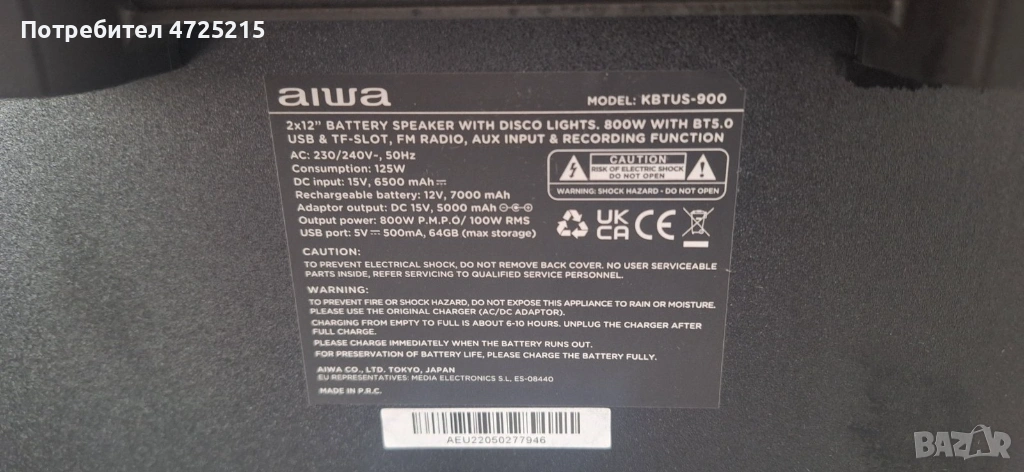 Потребител 4725215
aiwa
MODEL: KBTUS-900
2x12" BATTERY SPEAKER WITH DISCO LIGHTS. 800W WITH BT5.0
USB & TF-SLOT, FM RADIO, AUX INPUT & RECORDING FUNCTION
AC: 230/240V~, 50Hz
Consumption: 125W
DC input: 15V, 6500 mAh⎓
Rechargeable battery: 12V, 7000 mAh
Adaptor output: DC 15V, 5000 mAh
Output power: 800W P.M.P.O/ 100W RMS
USB port: 5V⎓ 500mA, 64GB (max storage)
CAUTION
RISK OF ELECTRIC SHOCK
DO NOT OPEN
WARNING: SHOCK HAZARD - DO NOT OPEN
UK
CA
CE
CAUTION:
TO PREVENT ELECTRICAL SHOCK, DO NOT REMOVE BACK COVER. NO USER SERVICEABLE
PARTS INSIDE, REFER SERVICING TO QUALIFIED SERVICE PERSONNEL.
WARNING:
TO PREVENT FIRE OR SHOCK HAZARD, DO NOT EXPOSE THIS APPLIANCE TO RAIN OR MOISTURE.
PLEASE USE THE ORIGINAL CHARGER (AC/DC ADAPTOR).
CHARGING FROM EMPTY TO FULL IS ABOUT 6-10 HOURS. UNPLUG THE CHARGER AFTER
FULL CHARGE.
PLEASE CHARGE IMMEDIATELY WHEN THE BATTERY RUNS OUT.
FOR PRESERVATION OF BATTERY LIFE, PLEASE CHARGE THE BATTERY FULLY.
AIWA CO., LTD. TOKYO, JAPAN
EU REPRESENTATIVES: MEDIA ELECTRONICS S.L, ES-08440
MADE IN P.R.C.
AEU22050277946
BAZAR